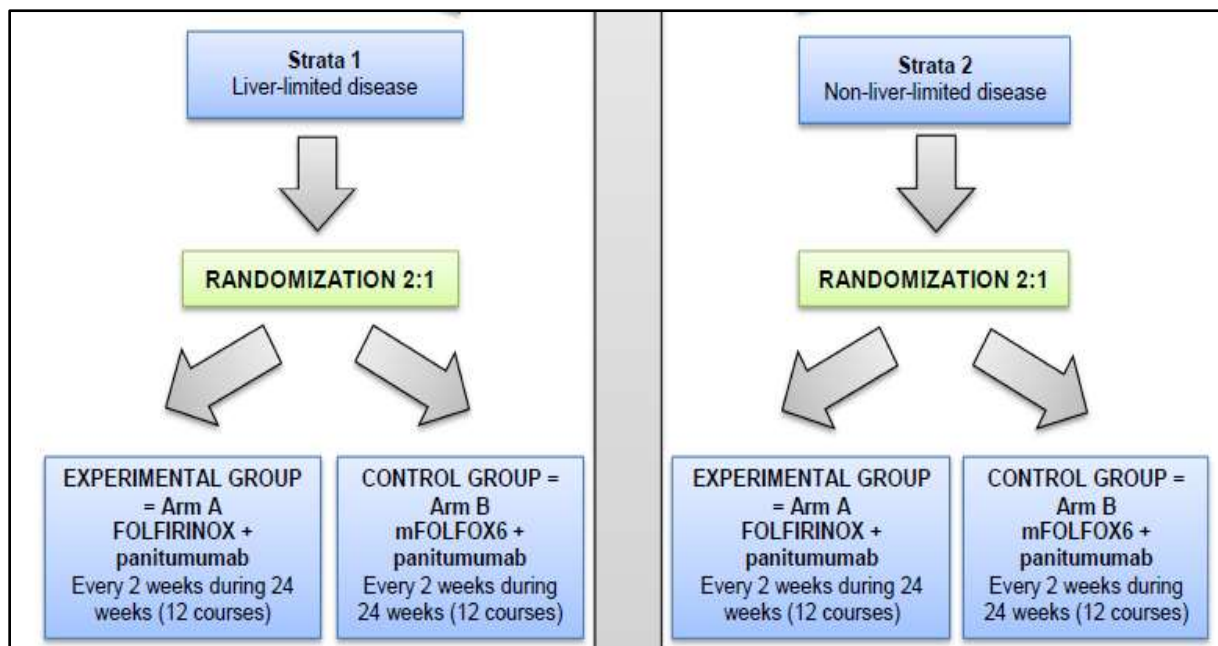 Strata 1
Liver-limited disease
RANDOMIZATION 2:1
EXPERIMENTAL GROUP
= Arm A
FOLFIRINOX +
panitumumab
Every 2 weeks during 24
weeks (12 courses)
CONTROL GROUP =
Arm B
mFOLFOX6 +
panitumumab
Every 2 weeks during
24 weeks (12 courses)
Strata 2
Non-liver-limited disease
RANDOMIZATION 2:1
EXPERIMENTAL GROUP
= Arm A
FOLFIRINOX +
panitumumab
Every 2 weeks during 24
weeks (12 courses)
CONTROL GROUP =
Arm B
mFOLFOX6 +
panitumumab
Every 2 weeks during
24 weeks (12 courses)